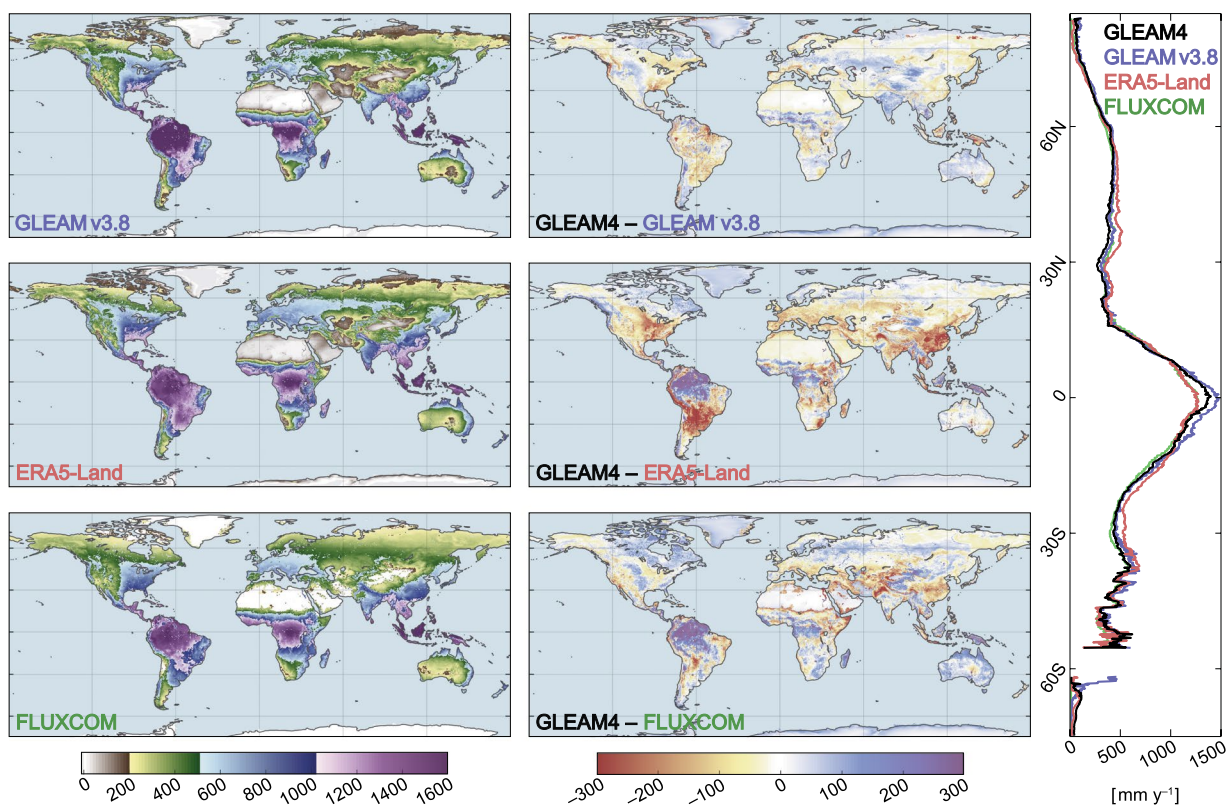 GLEAM v3.8
GLEAM4 – GLEAM v3.8
ERA5-Land
GLEAM4 – ERA5-Land
FLUXCOM
GLEAM4 – FLUXCOM
0 200 400 600 800 1000 1200 1400 1600
−300 −200 −100 0 100 200 300
GLEAM4
GLEAM v3.8
ERA5-Land
FLUXCOM
60N
30N
0
30S
60S
0 500 1000 1500
[mm y⁻¹]